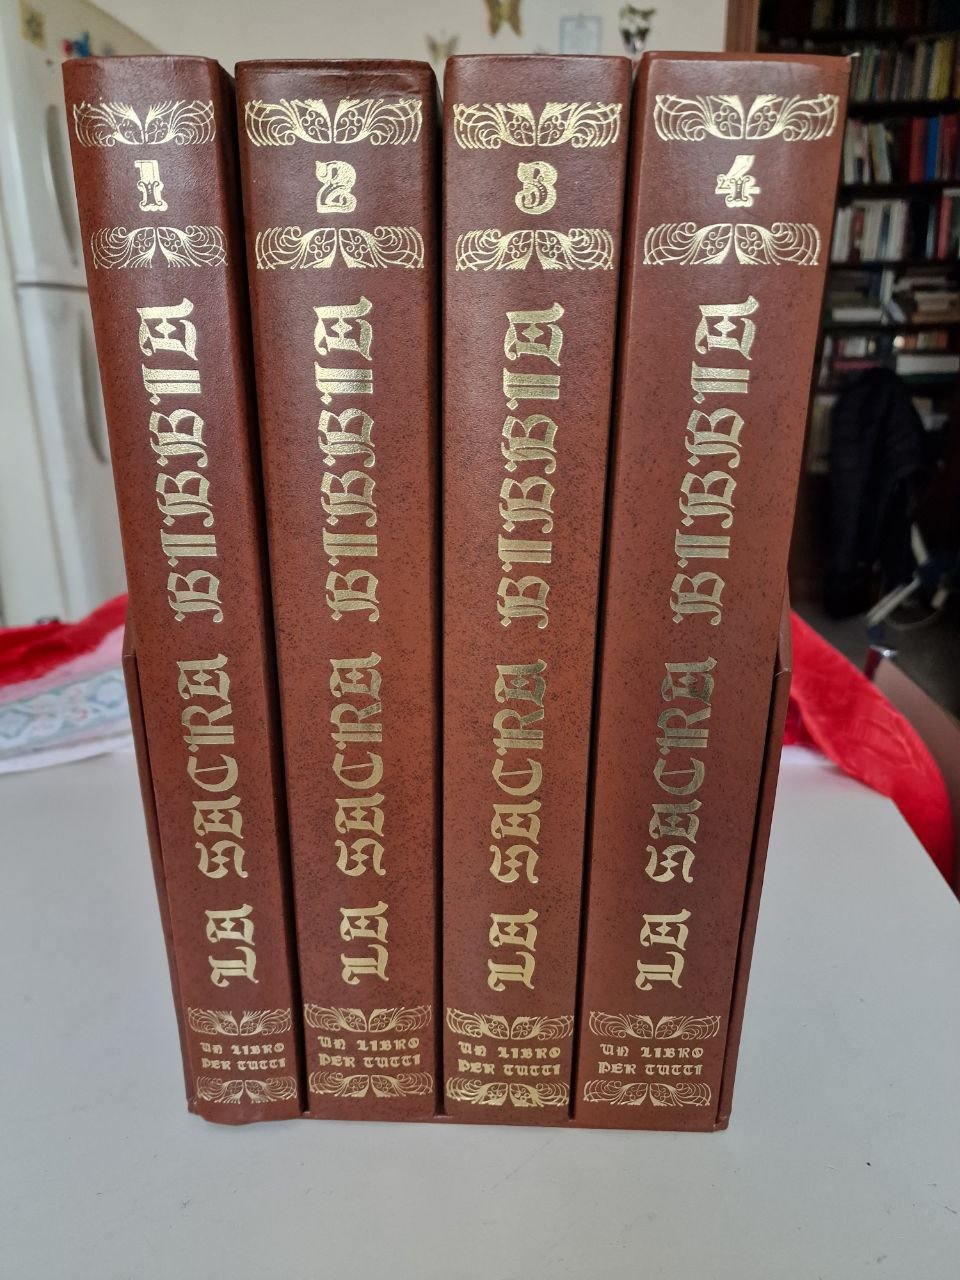 1
LA SACRA BIBBIA
UN LIBRO
PER TUTTI
2
LA SACRA BIBBIA
UN LIBRO
PER TUTTI
3
LA SACRA BIBBIA
UN LIBRO
PER TUTTI
4
LA SACRA BIBBIA
UN LIBRO
PER TUTTI